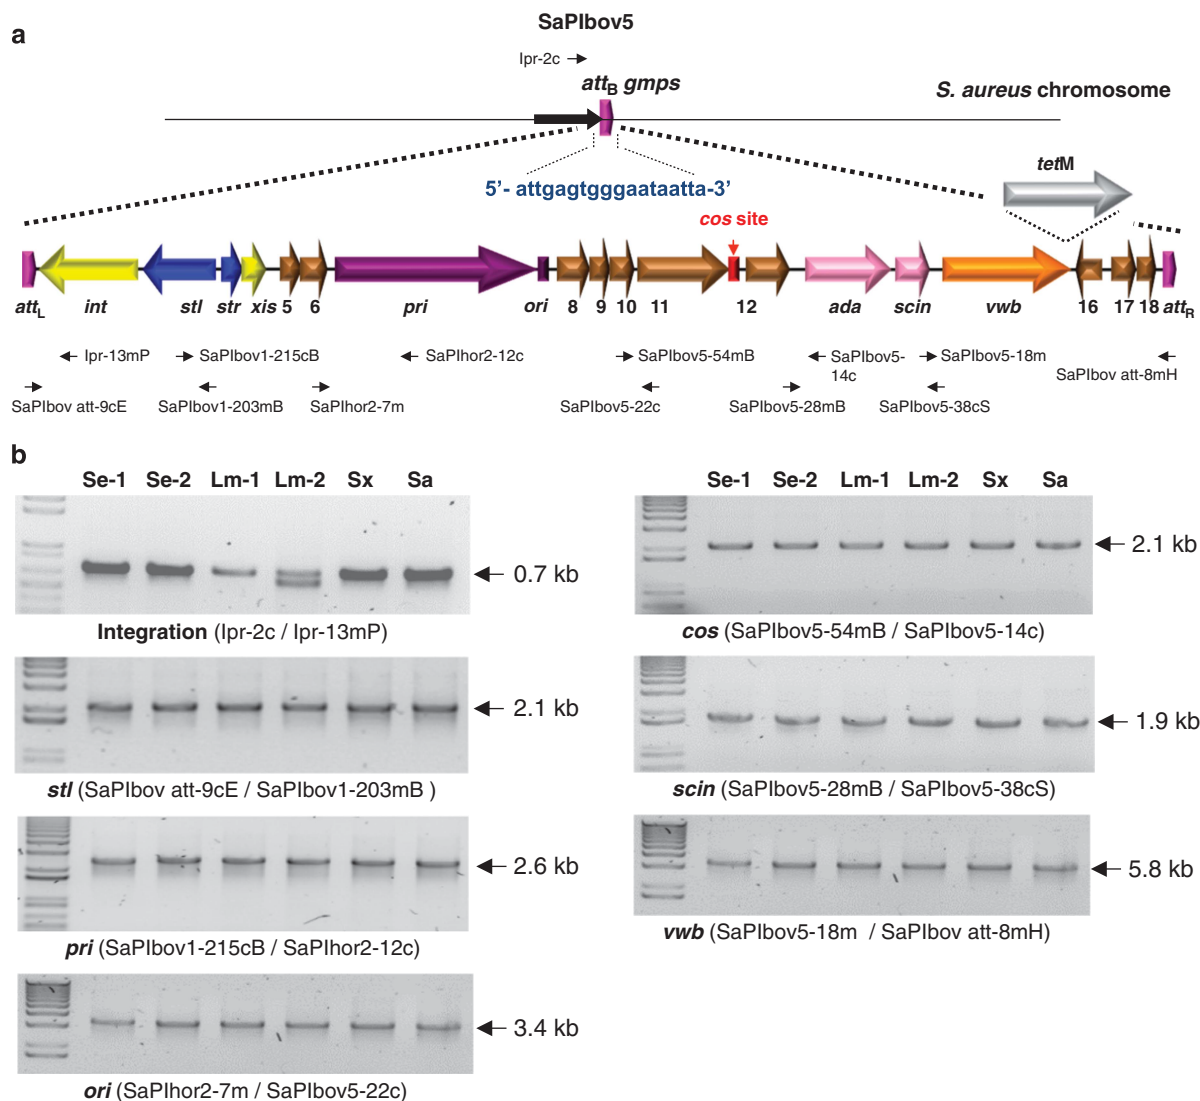 a
SaPIbov5
Ipr-2c
attB gmps
S. aureus chromosome
5’- attgagtgggaataatta-3’
tetM
cos site
attL int stl str xis 5 6 pri ori 8 9 10 11 12 ada scin vwb 16 17 18 attR
Ipr-13mP SaPIbov1-215cB SaPIhor2-12c SaPIbov5-54mB SaPIbov5-14c SaPIbov5-18m SaPIbov att-8mH
SaPIbov att-9cE SaPIbov1-203mB SaPIhor2-7m SaPIbov5-22c SaPIbov5-28mB SaPIbov5-38cS
b
Se-1 Se-2 Lm-1 Lm-2 Sx Sa
0.7 kb
Integration (Ipr-2c / Ipr-13mP)
2.1 kb
stl (SaPIbov att-9cE / SaPIbov1-203mB )
2.6 kb
pri (SaPIbov1-215cB / SaPIhor2-12c)
3.4 kb
ori (SaPIhor2-7m / SaPIbov5-22c)
Se-1 Se-2 Lm-1 Lm-2 Sx Sa
2.1 kb
cos (SaPIbov5-54mB / SaPIbov5-14c)
1.9 kb
scin (SaPIbov5-28mB / SaPIbov5-38cS)
5.8 kb
vwb (SaPIbov5-18m / SaPIbov att-8mH)